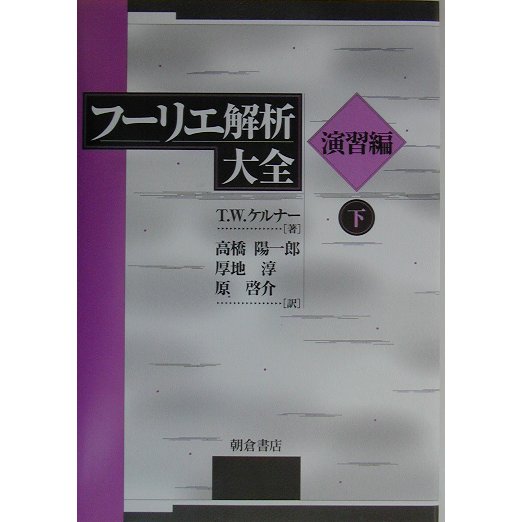 フーリエ解析
大全
演習編
下
T.W.ケルナー
[著]
高橋 陽一郎
厚地 淳
原 啓介
[訳]
朝倉書店